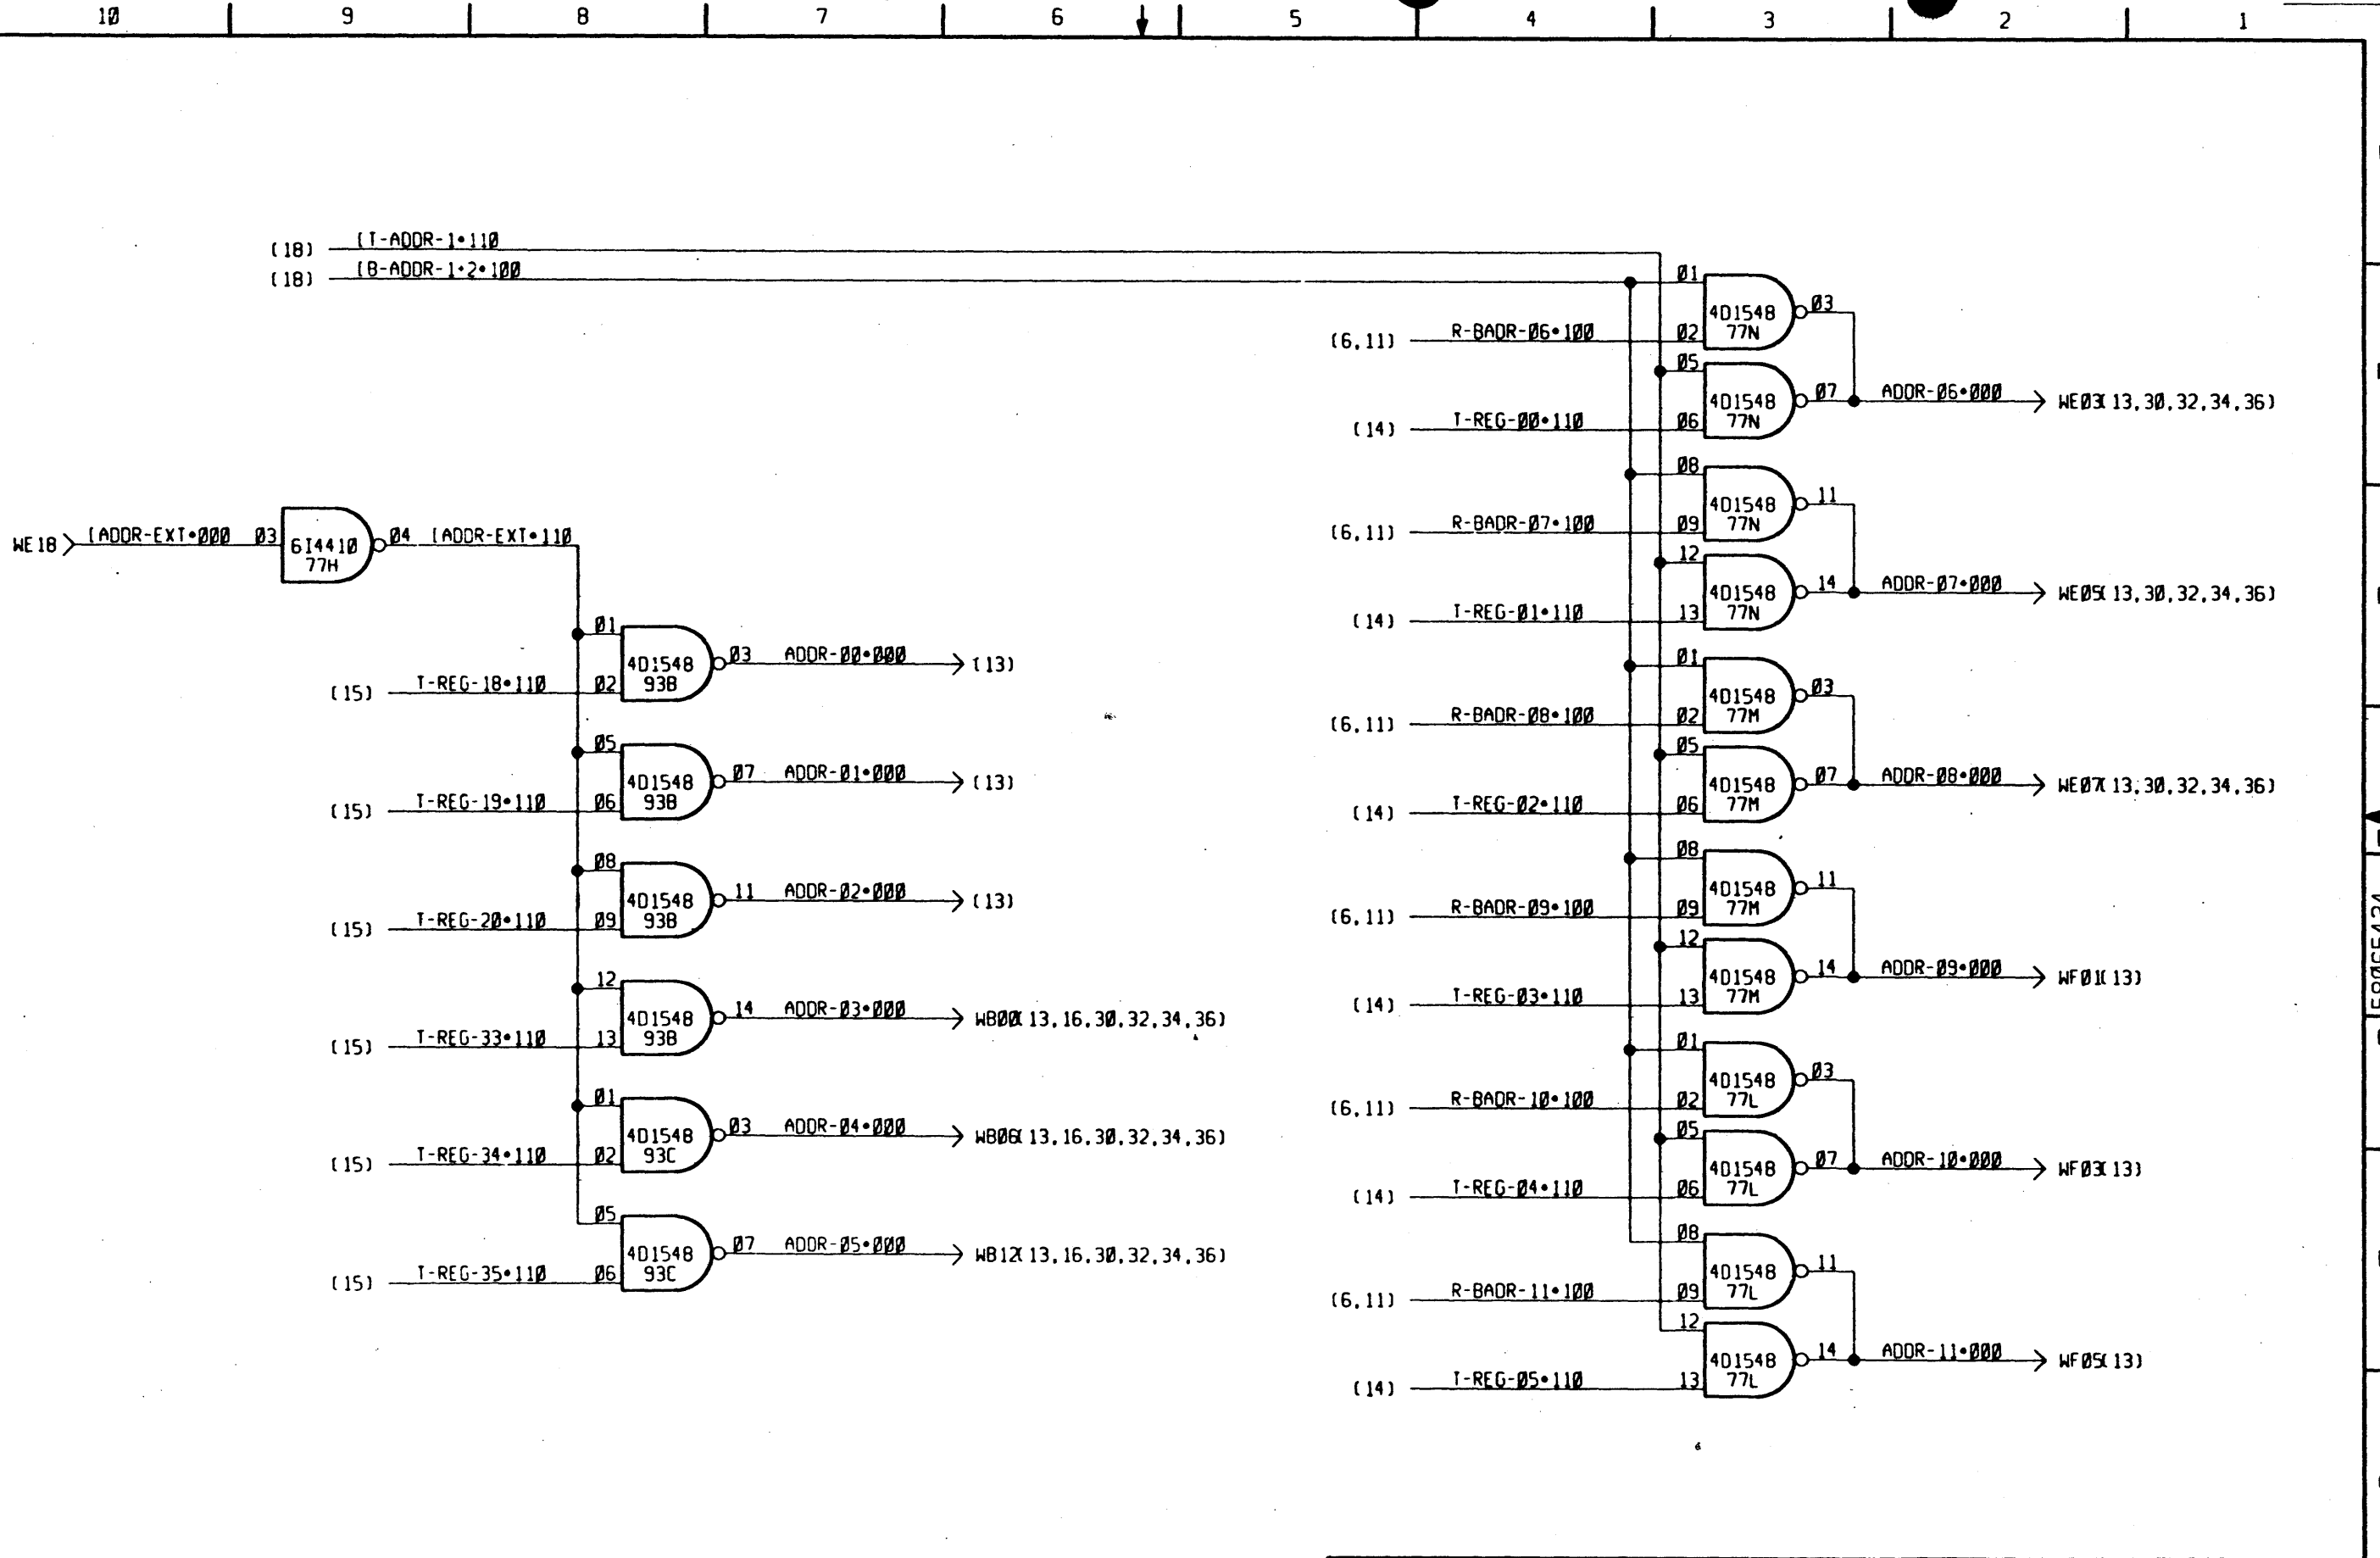 10 9 8 7 6 5 4 3 2 1
(18) [T-ADDR-1•110
(18) [B-ADDR-1•2•100
01 4D1548 77N 03
(6,11) R-BADR-06•100 02
05 4D1548 77N 07 ADDR-06•000 WE03(13,30,32,34,36)
(14) T-REG-00•110 06
08 4D1548 77N 11
(6,11) R-BADR-07•100 09
12 4D1548 77N 14 ADDR-07•000 WE05(13,30,32,34,36)
(14) T-REG-01•110 13
01 4D1548 77M 03
(6,11) R-BADR-08•100 02
05 4D1548 77M 07 ADDR-08•000 WE07(13,30,32,34,36)
(14) T-REG-02•110 06
08 4D1548 77M 11
(6,11) R-BADR-09•100 09
12 4D1548 77M 14 ADDR-09•000 WF01(13)
(14) T-REG-03•110 13
01 4D1548 77L 03
(6,11) R-BADR-10•100 02
05 4D1548 77L 07 ADDR-10•000 WF03(13)
(14) T-REG-04•110 06
08 4D1548 77L 11
(6,11) R-BADR-11•100 09
12 4D1548 77L 14 ADDR-11•000 WF05(13)
(14) T-REG-05•110 13
WE18 [ADDR-EXT•000 03 6I4410 77H 04 [ADDR-EXT•110
01 4D1548 93B 03 ADDR-00•000 (13)
(15) T-REG-18•110 02
05 4D1548 93B 07 ADDR-01•000 (13)
(15) T-REG-19•110 06
08 4D1548 93B 11 ADDR-02•000 (13)
(15) T-REG-20•110 09
12 4D1548 93B 14 ADDR-03•000 WB00(13,16,30,32,34,36)
(15) T-REG-33•110 13
01 4D1548 93C 03 ADDR-04•000 WB06(13,16,30,32,34,36)
(15) T-REG-34•110 02
05 4D1548 93C 07 ADDR-05•000 WB12(13,16,30,32,34,36)
(15) T-REG-35•110 06